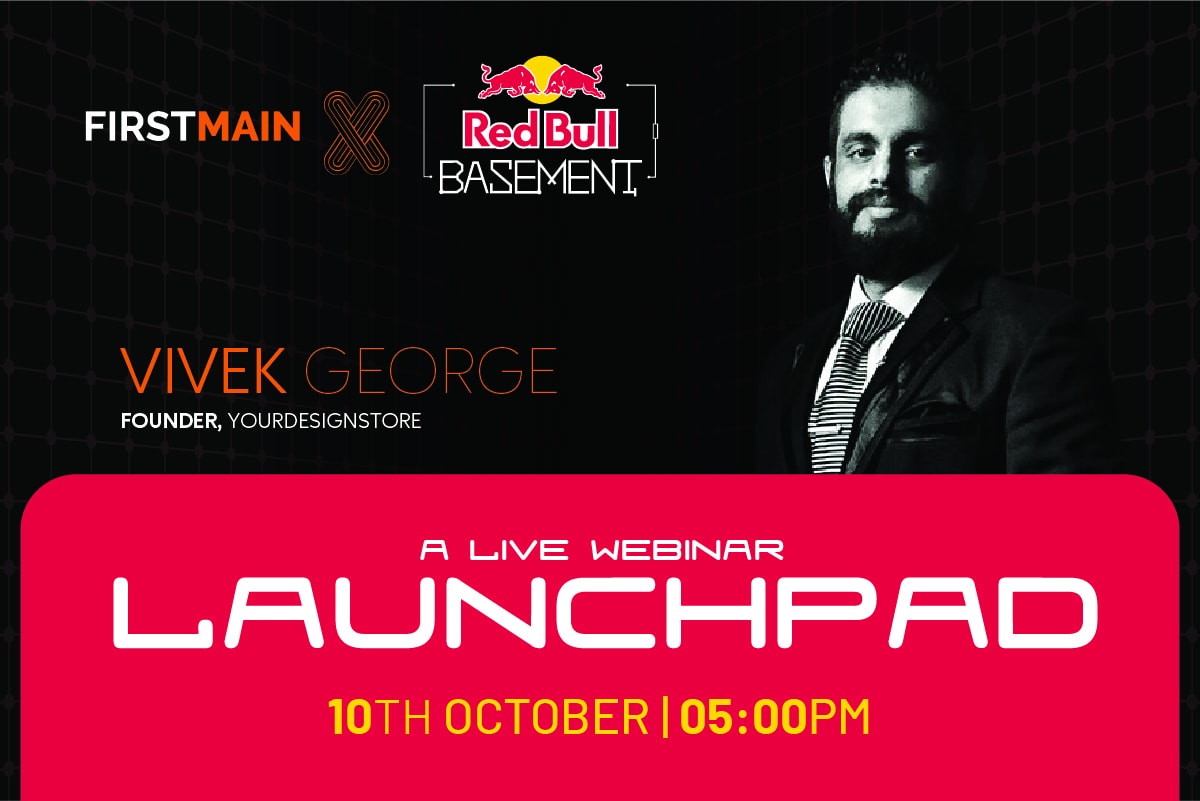 FIRSTMAIN
Red Bull
BASEMENT
VIVEK GEORGE
FOUNDER, YOURDESIGNSTORE
A LIVE WEBINAR
LAUNCHPAD
10TH OCTOBER | 05:00PM